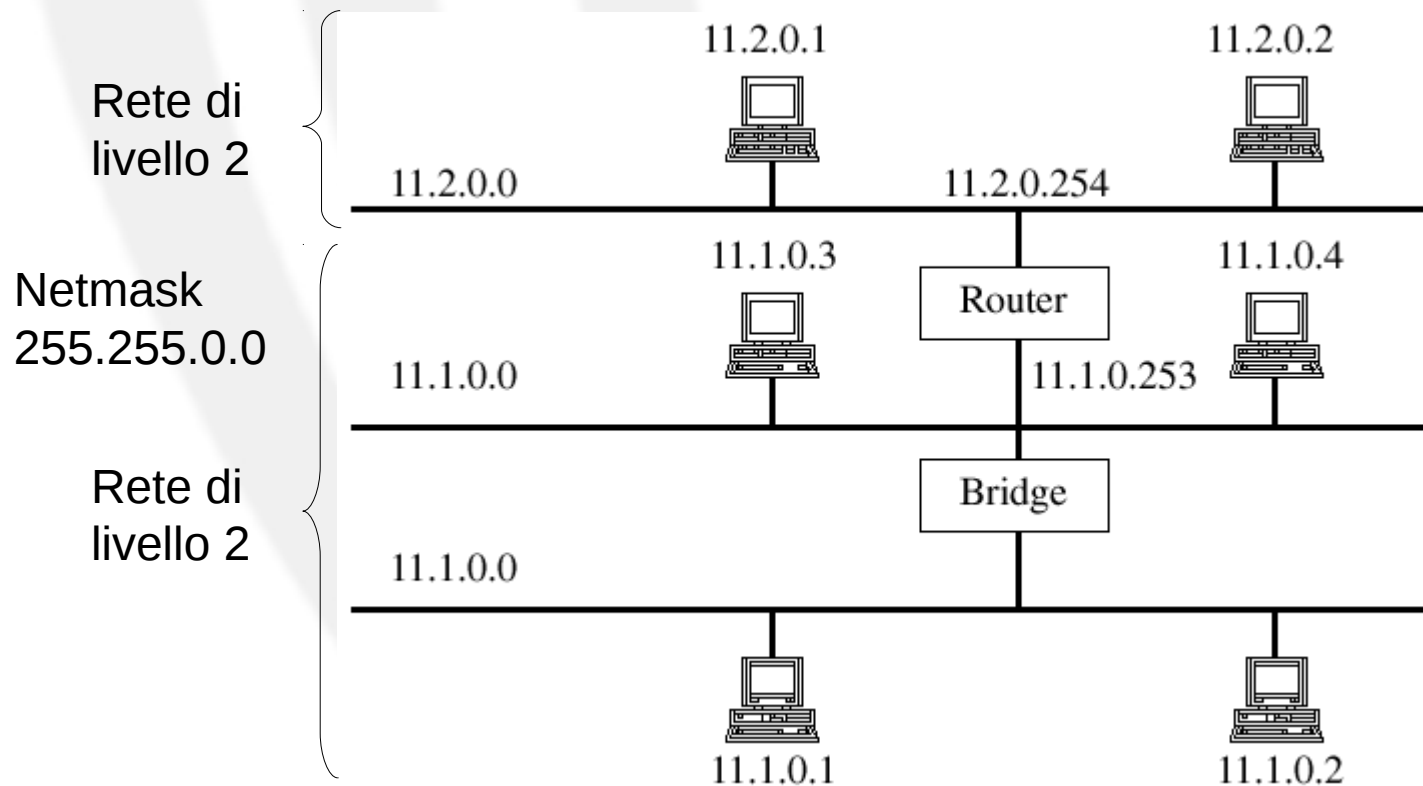 11.2.0.1
11.2.0.2
Rete di
livello 2
11.2.0.0
11.2.0.254
11.1.0.3
11.1.0.4
Netmask
255.255.0.0
Router
11.1.0.0
11.1.0.253
Rete di
livello 2
Bridge
11.1.0.0
11.1.0.1
11.1.0.2